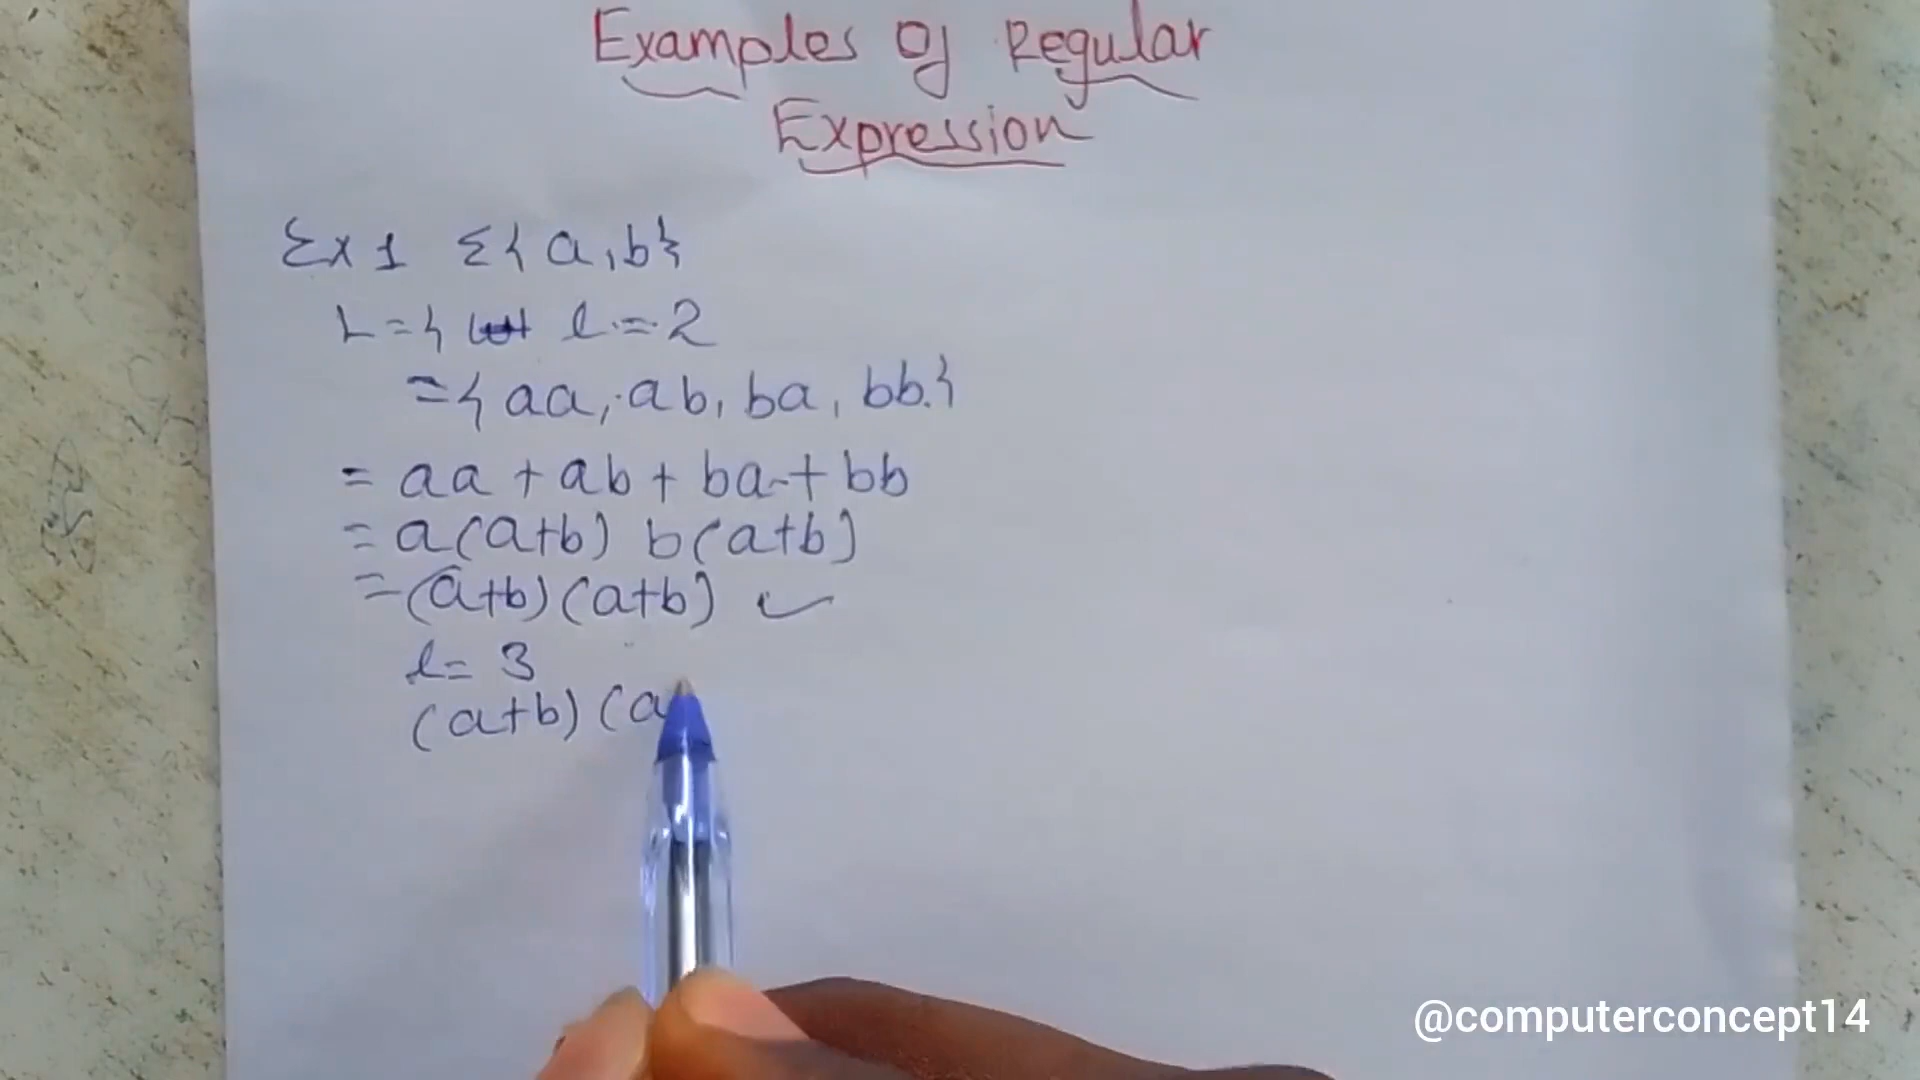 Examples Of Regular
Expression
Ex 1 Σ{ a,b}
L={ l=2
={ aa, ab, ba, bb.}
= aa + ab + ba + bb
= a(a+b) b(a+b)
= (a+b)(a+b) ✓
l= 3
(a+b) (a
@computerconcept14